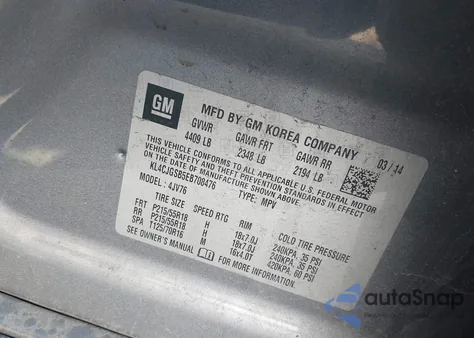 GM
MFD BY GM KOREA COMPANY
03/14
GVWR GAWR FRT GAWR RR
4409 LB 2348 LB 2194 LB
THIS VEHICLE CONFORMS TO ALL APPLICABLE U.S. FEDERAL MOTOR
VEHICLE SAFETY AND THEFT PREVENTION STANDARDS IN EFFECT ON
THE DATE OF MANUFACTURE SHOWN ABOVE.
KL4CJGSB5EB708476 TYPE: MPV
MODEL: 4JV76
TIRE SIZE SPEED RTG RIM COLD TIRE PRESSURE
FRT P215/55R18 H 18x7.0J 240KPA, 35 PSI
RR P215/55R18 H 18x7.0J 240KPA, 35 PSI
SPA T125/70R16 M 16x4.0T 420KPA, 60 PSI
SEE OWNER'S MANUAL FOR MORE INFORMATION.
autoSnap